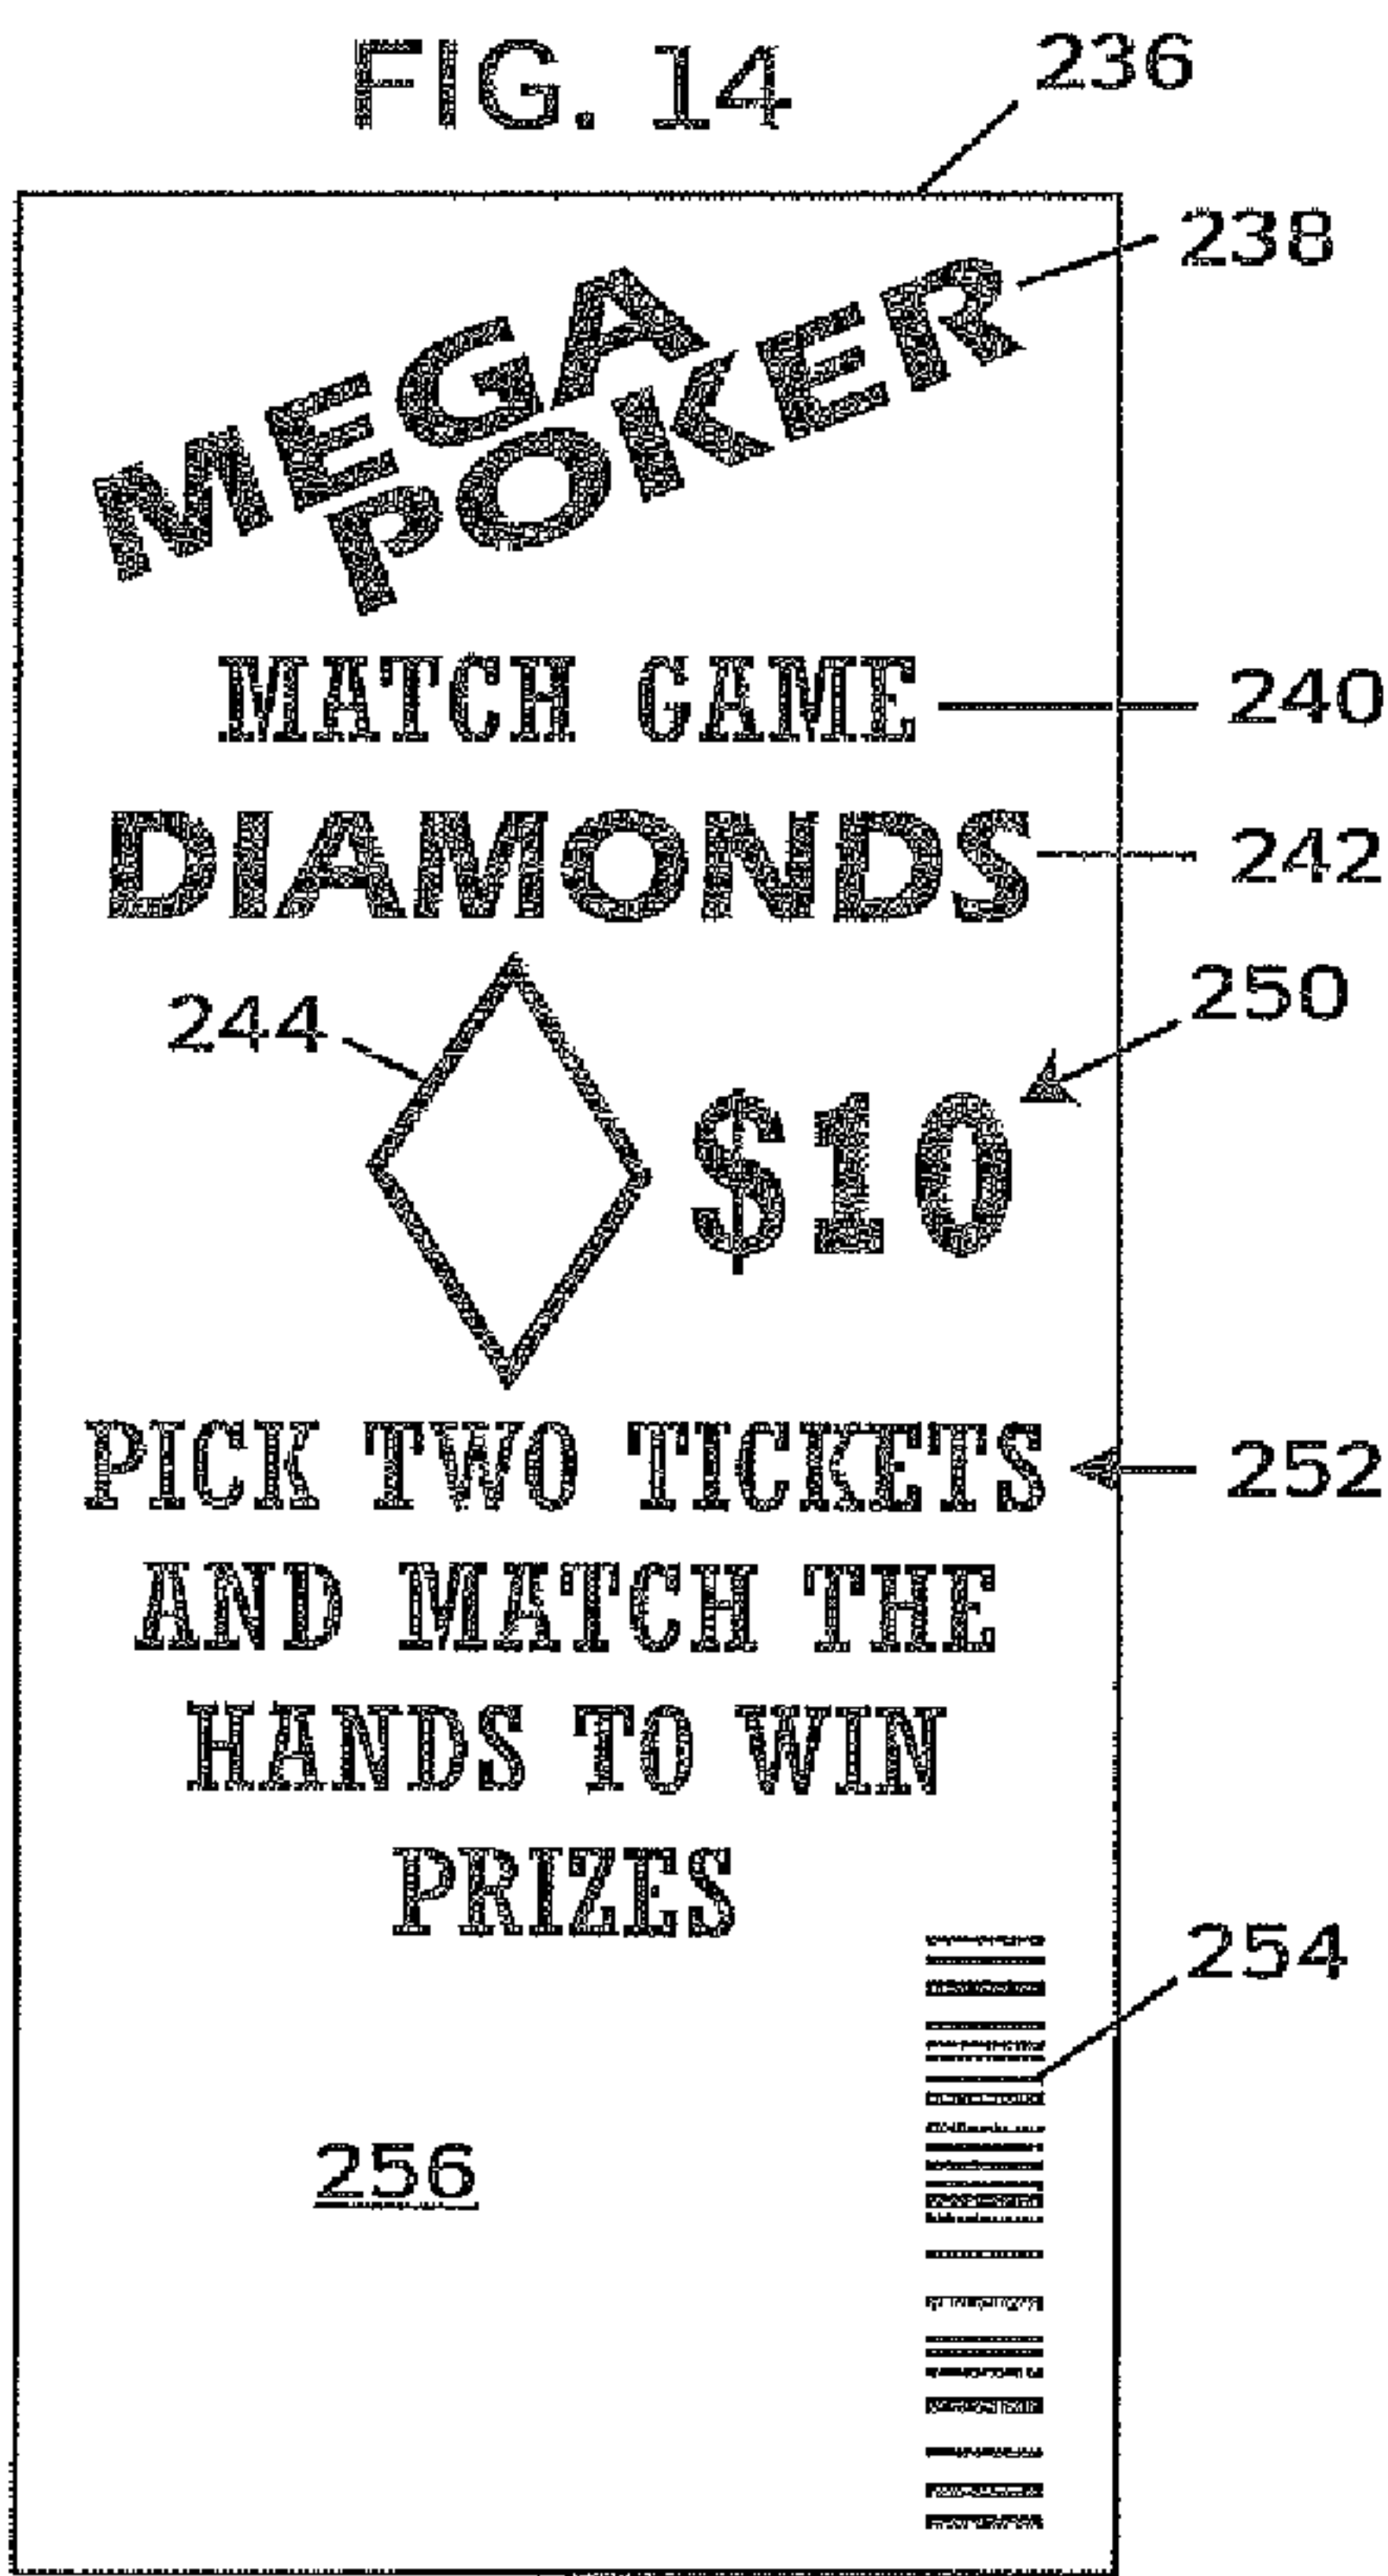 FIG. 14
236
238
MEGA
POKER
MATCH GAME
240
DIAMONDS
242
244
250
$10
PICK TWO TICKETS
252
AND MATCH THE
HANDS TO WIN
PRIZES
254
256